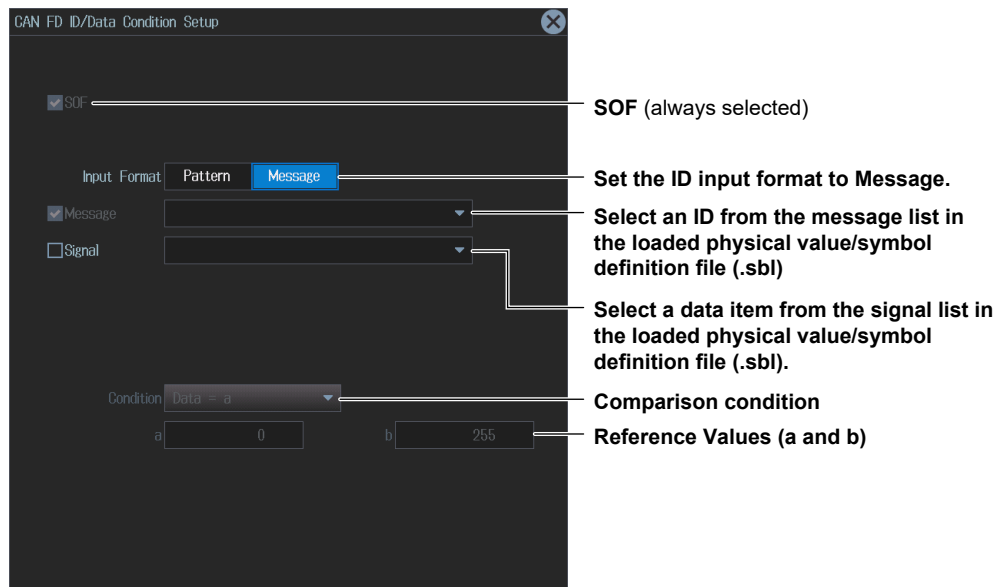 CAN FD ID/Data Condition Setup
SOF
SOF (always selected)
Input Format Pattern Message
Set the ID input format to Message.
Message
Select an ID from the message list in
the loaded physical value/symbol
definition file (.sbl)
Signal
Select a data item from the signal list in
the loaded physical value/symbol
definition file (.sbl).
Condition Data = a
Comparison condition
a 0 b 255
Reference Values (a and b)